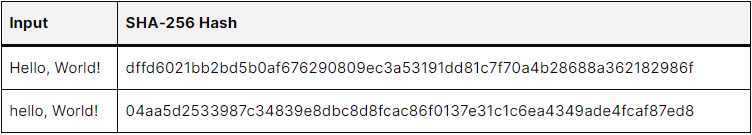 Input SHA-256 Hash
Hello, World! dffd6021bb2bd5b0af676290809ec3a53191dd81c7f70a4b28688a362182986f
hello, World! 04aa5d2533987c34839e8dbc8d8fcac86f0137e31c1c6ea4349ade4fcaf87ed8